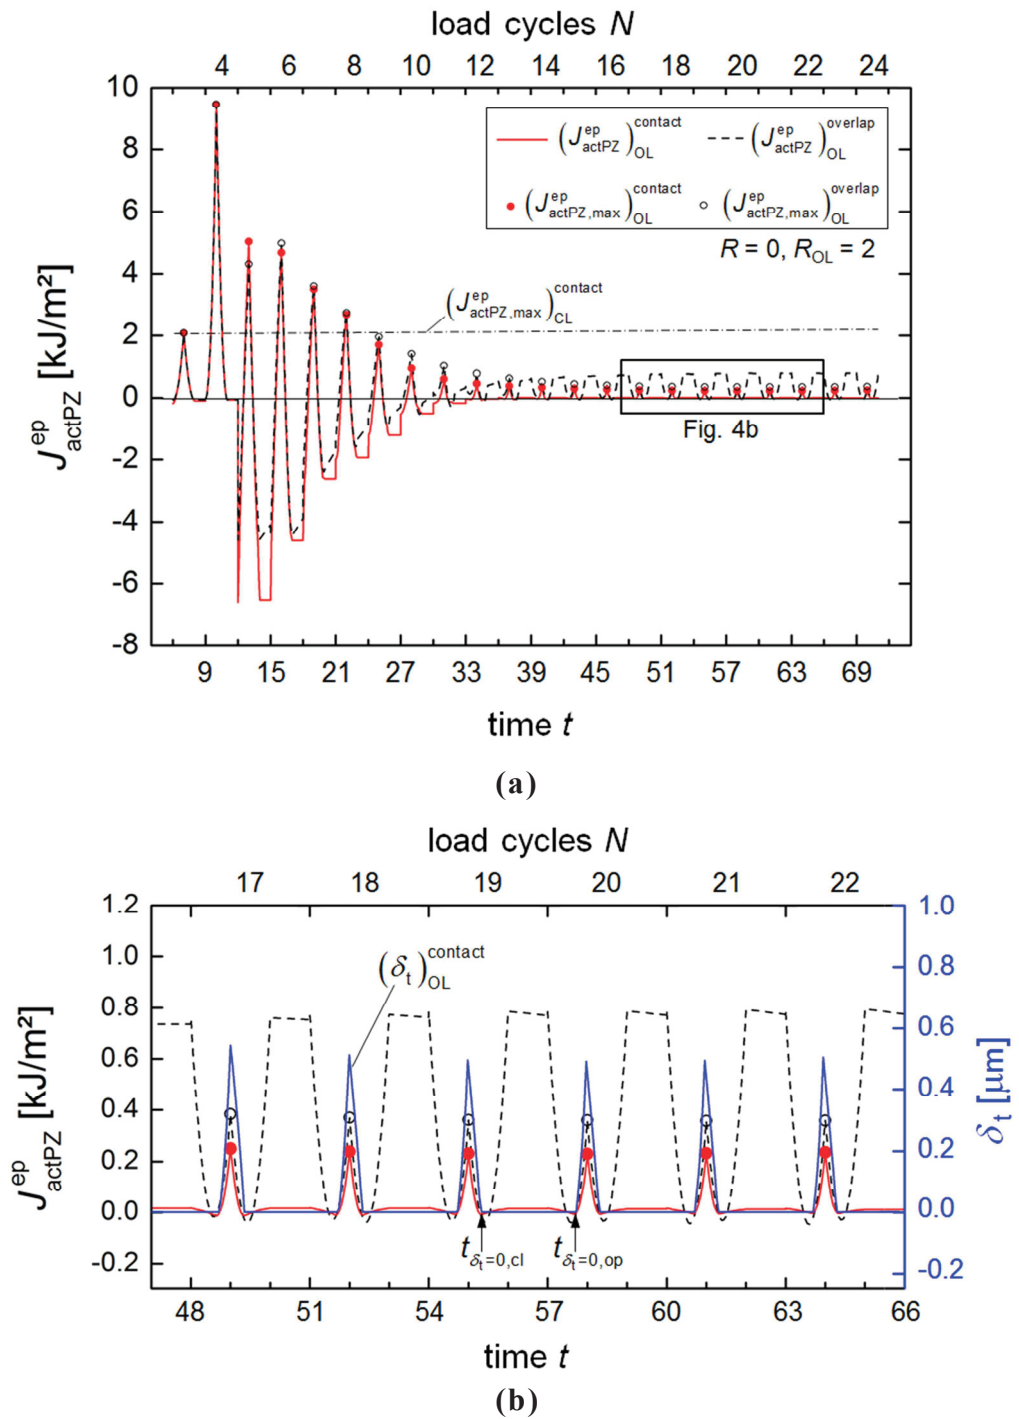 load cycles N
4 6 8 10 12 14 16 18 20 22 24
10
8
6
4
2
0
-2
-4
-6
-8
J^ep_actPZ [kJ/m²]
(J^ep_actPZ)^contact_OL (J^ep_actPZ)^overlap_OL
(J^ep_actPZ,max)^contact_OL (J^ep_actPZ,max)^overlap_OL
R = 0, R_OL = 2
(J^ep_actPZ,max)^contact_CL
Fig. 4b
9 15 21 27 33 39 45 51 57 63 69
time t
(a)
load cycles N
17 18 19 20 21 22
1.2
1.0
0.8
0.6
0.4
0.2
0.0
-0.2
J^ep_actPZ [kJ/m²]
(δ_t)^contact_OL
t_δt=0,cl t_δt=0,op
1.0
0.8
0.6
0.4
0.2
0.0
-0.2
δ_t [µm]
48 51 54 57 60 63 66
time t
(b)